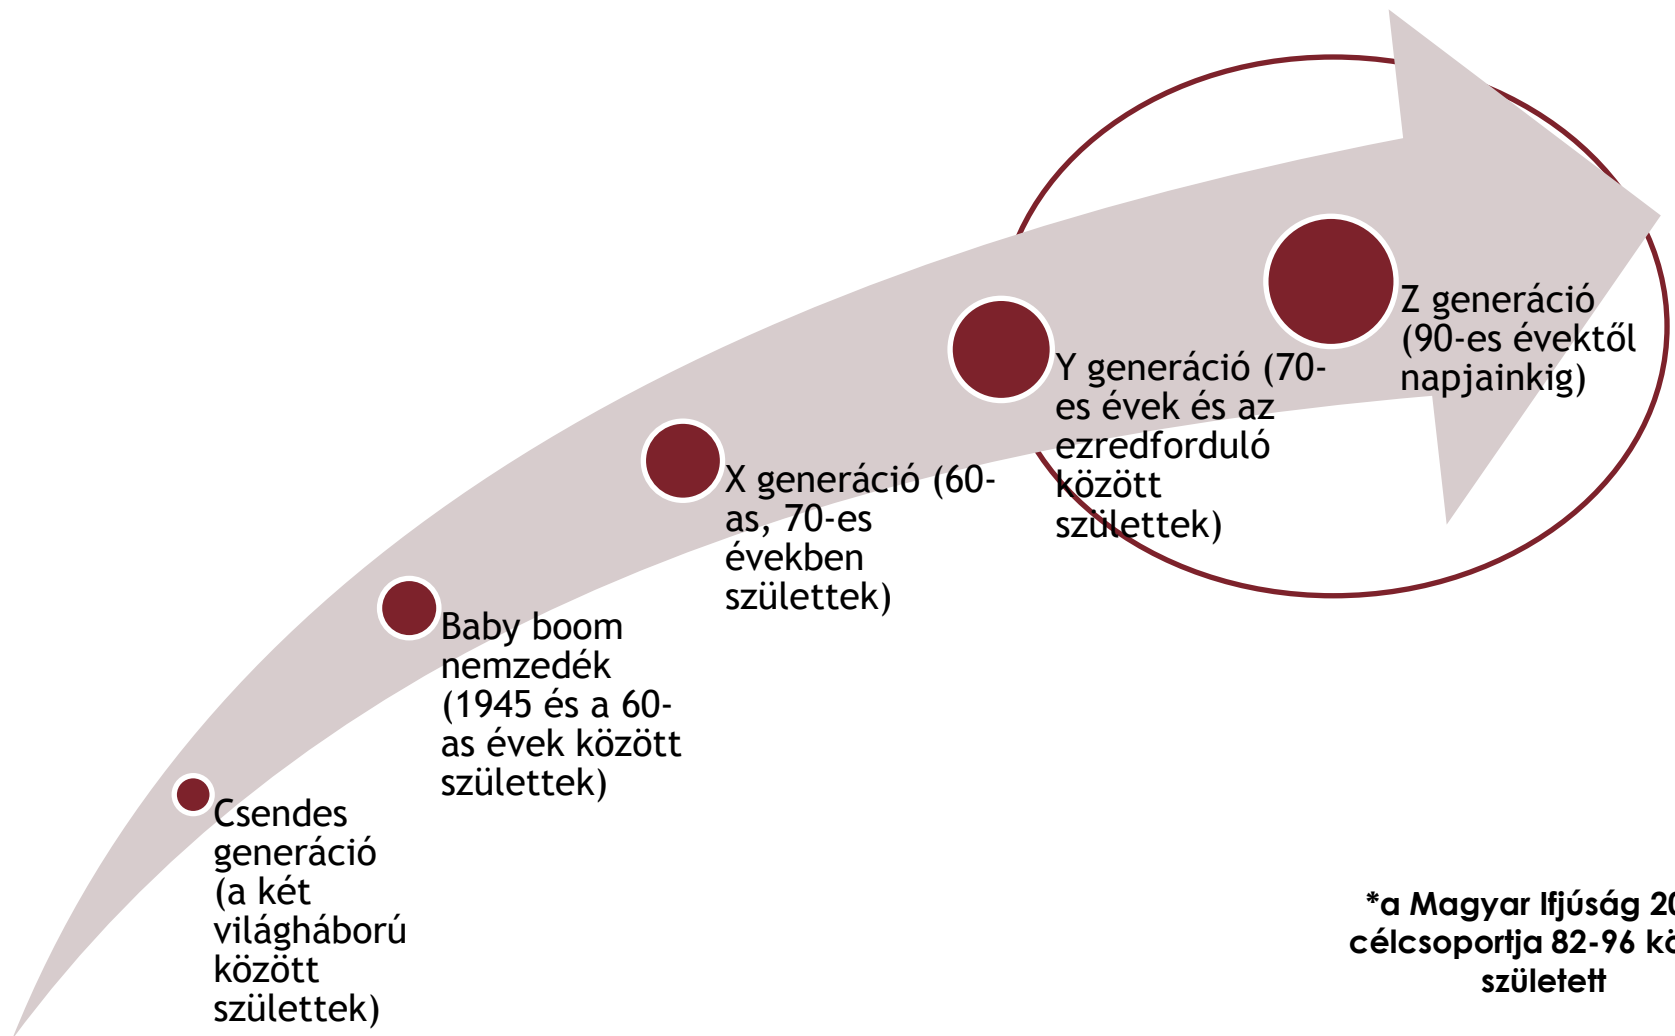 Csendes
generáció
(a két
világháború
között
születtek)
Baby boom
nemzedék
(1945 és a 60-
as évek között
születtek)
X generáció (60-
as, 70-es
években
születtek)
Y generáció (70-
es évek és az
ezredforduló
között
születtek)
Z generáció
(90-es évektől
napjainkig)
*a Magyar Ifjúság
célcsoportja 82-96
született